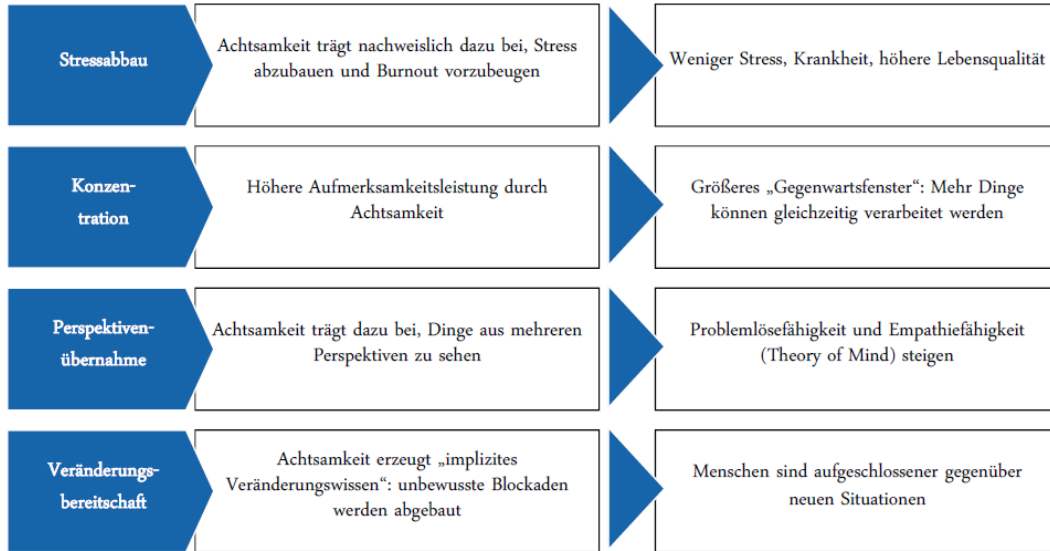 Stressabbau
Achtsamkeit trägt nachweislich dazu bei, Stress
abzubauen und Burnout vorzubeugen
Weniger Stress, Krankheit, höhere Lebensqualität
Konzen-
tration
Höhere Aufmerksamkeitsleistung durch
Achtsamkeit
Größeres „Gegenwartsfenster“: Mehr Dinge
können gleichzeitig verarbeitet werden
Perspektiven-
übernahme
Achtsamkeit trägt dazu bei, Dinge aus mehreren
Perspektiven zu sehen
Problemlösefähigkeit und Empathiefähigkeit
(Theory of Mind) steigen
Veränderungs-
bereitschaft
Achtsamkeit erzeugt „implizites
Veränderungswissen“: unbewusste Blockaden
werden abgebaut
Menschen sind aufgeschlossener gegenüber
neuen Situationen